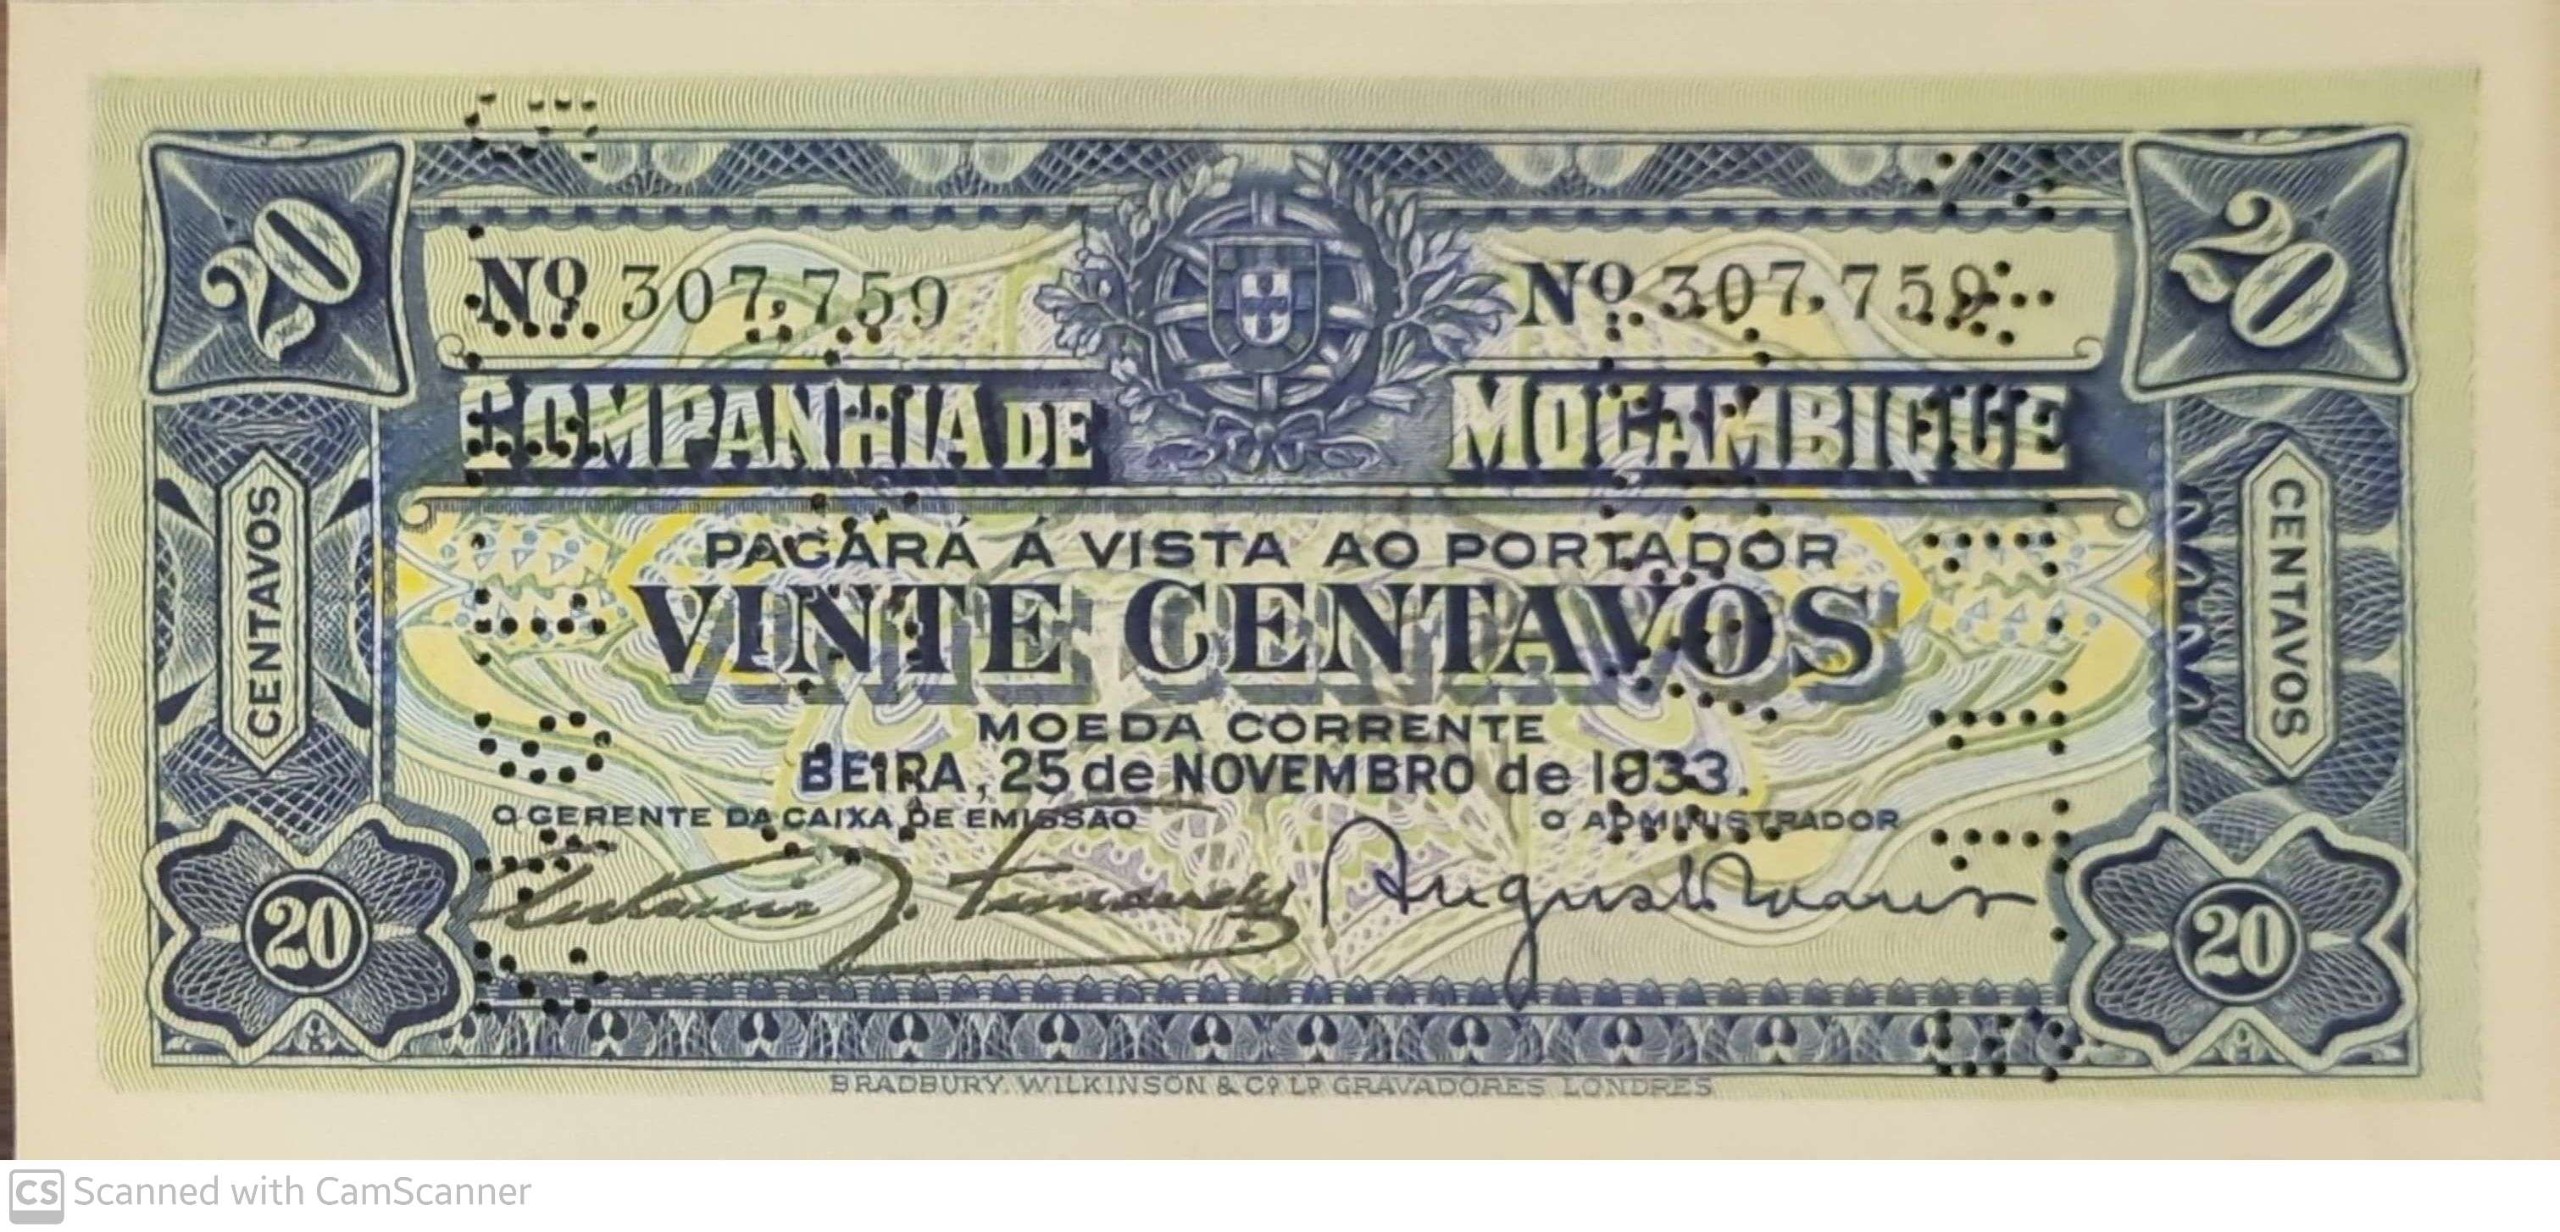 20
20
Nº 307,759
Nº 307,759
COMPANHIA DE MOÇAMBIQUE
CENTAVOS
CENTAVOS
PAGARÁ Á VISTA AO PORTADOR
VINTE CENTAVOS
MOEDA CORRENTE
BEIRA, 25 de NOVEMBRO de 1933.
O GERENTE DA CAIXA DE EMISSAO
O ADMINISTRADOR
20
20
BRADBURY, WILKINSON & Cº Lº GRAVADORES LONDRES
CS Scanned with CamScanner